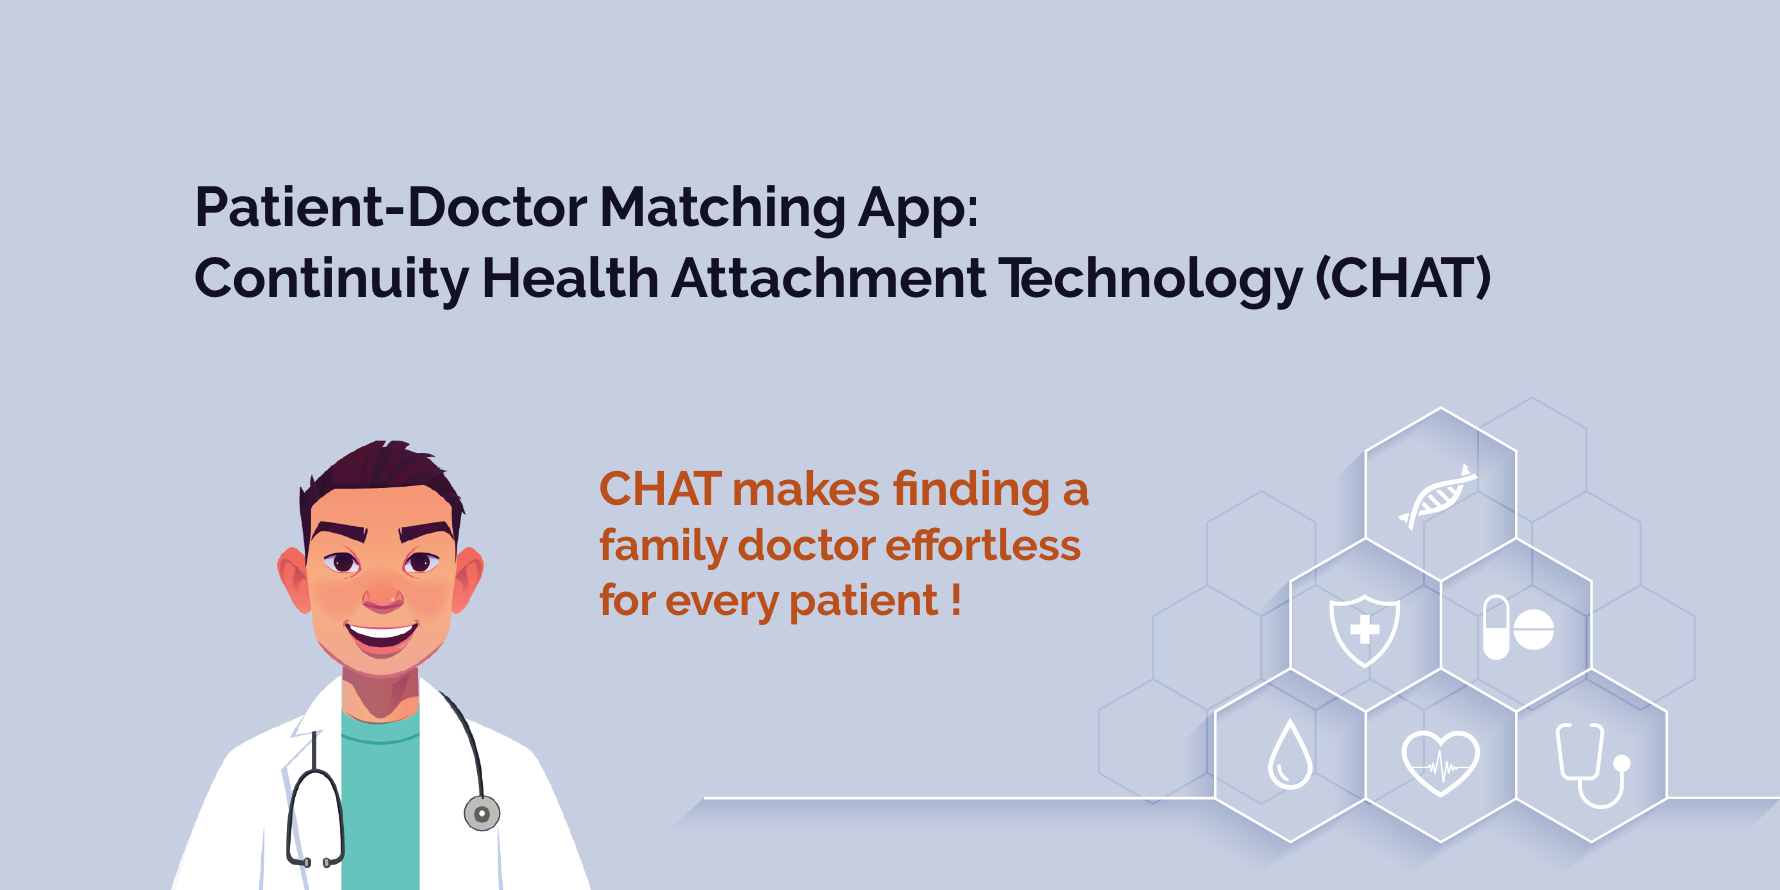 Patient-Doctor Matching App:
Continuity Health Attachment Technology (CHAT)
CHAT makes finding a
family doctor effortless
for every patient !